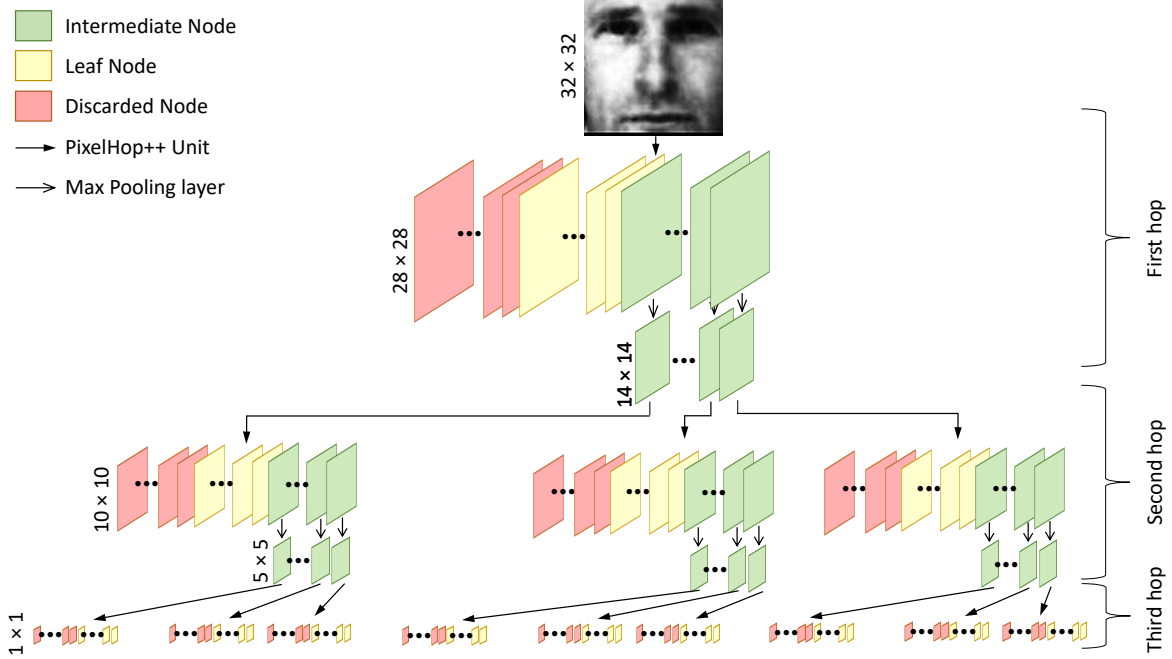 Intermediate Node
Leaf Node
Discarded Node
PixelHop++ Unit
Max Pooling layer
32 × 32
28 × 28
14 × 14
First hop
10 × 10
5 × 5
Second hop
1 × 1
Third hop